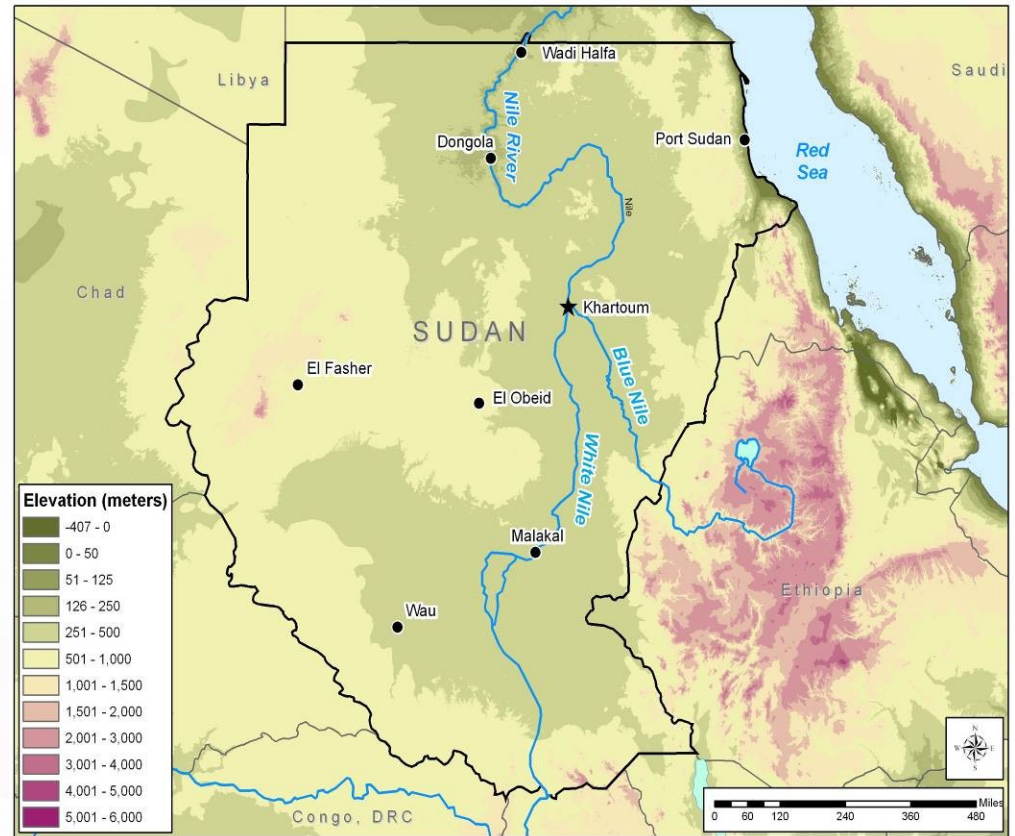 Libya
Wadi Halfa
Saudi
Nile River
Dongola
Port Sudan
Red
Sea
Nile
Chad
Khartoum
SUDAN
El Fasher
El Obeid
Blue Nile
White Nile
Malakal
Wau
Ethiopia
Congo, DRC
Elevation (meters)
-407 - 0
0 - 50
51 - 125
126 - 250
251 - 500
501 - 1,000
1,001 - 1,500
1,501 - 2,000
2,001 - 3,000
3,001 - 4,000
4,001 - 5,000
5,001 - 6,000
N
W E
S
Miles
0 60 120 240 360 480